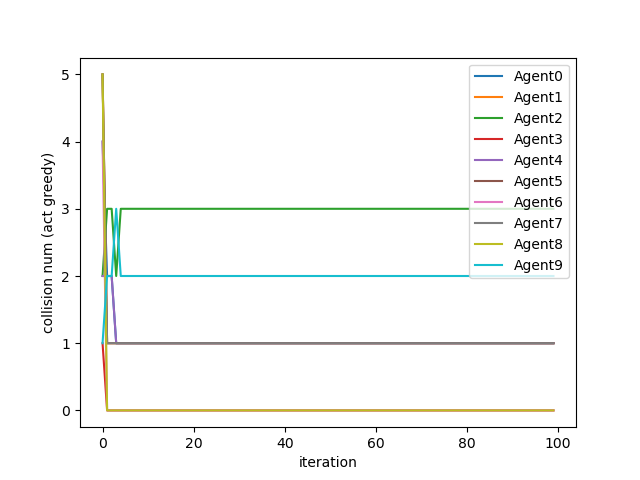 collision num (act greedy)
5
4
3
2
1
0
0
20
40
60
80
100
iteration
Agent0
Agent1
Agent2
Agent3
Agent4
Agent5
Agent6
Agent7
Agent8
Agent9